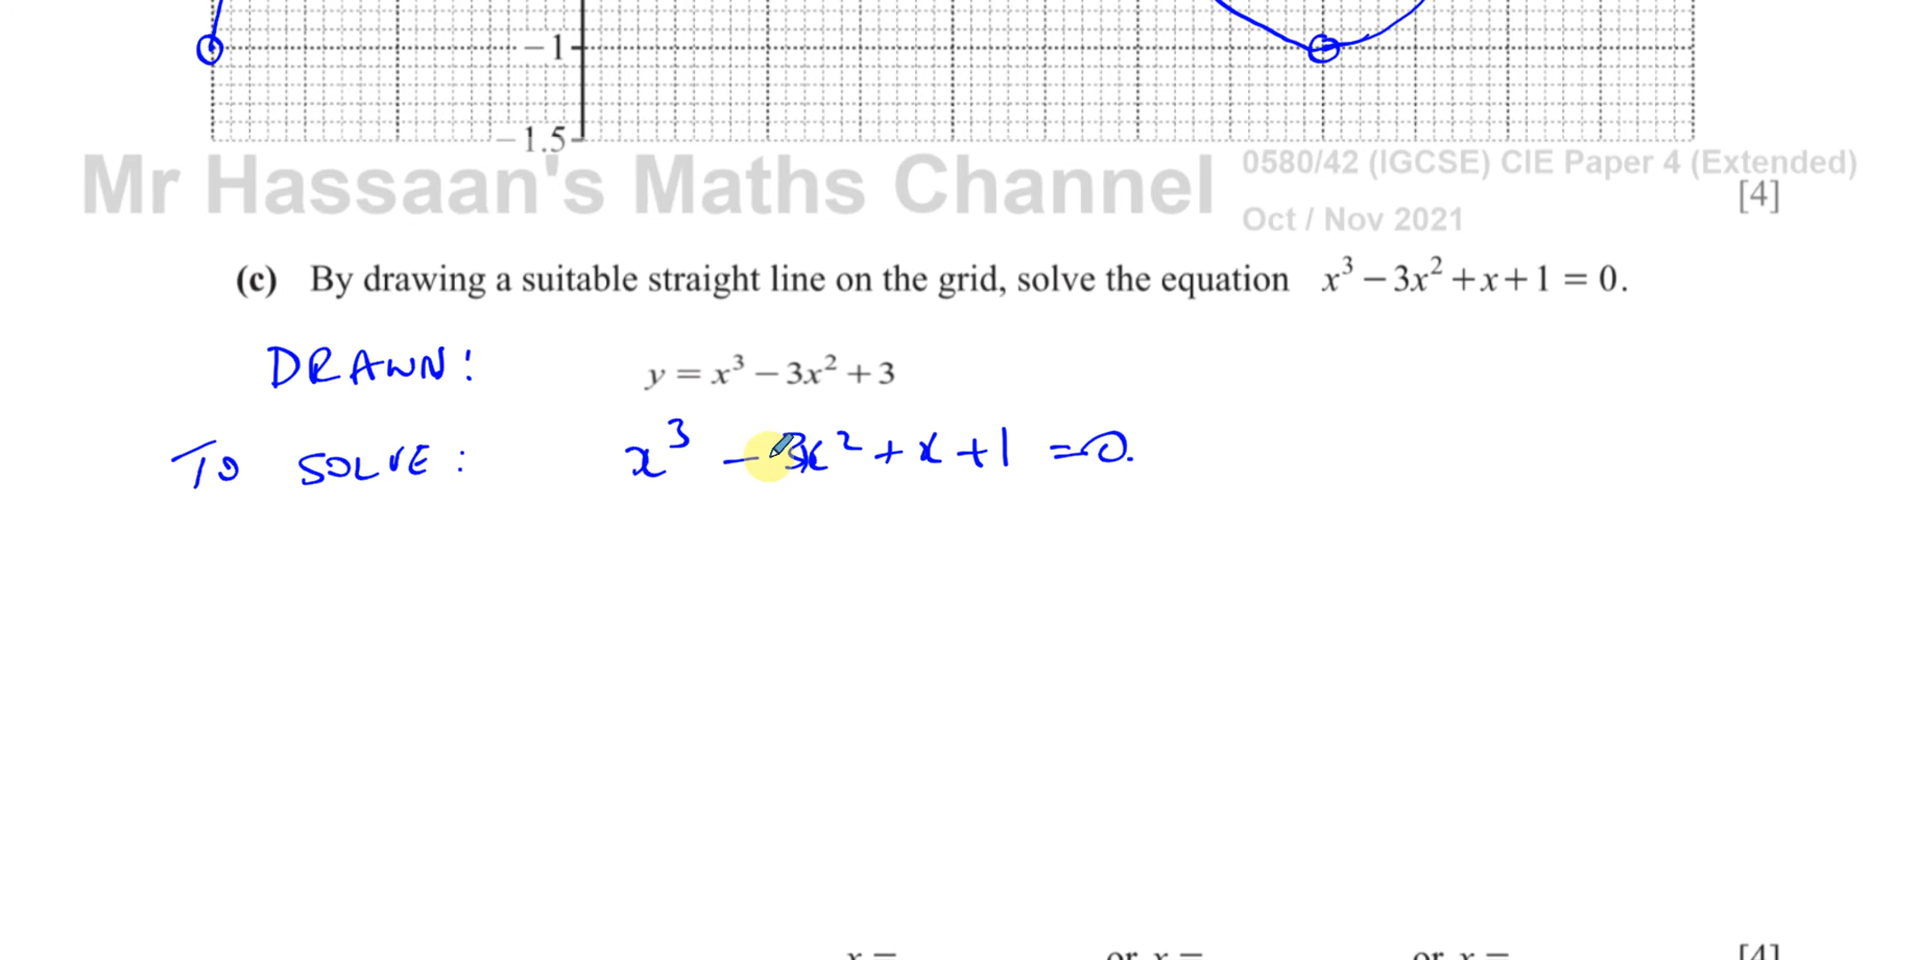 −1
−1.5
Mr Hassaan's Maths Channel
0580/42 (IGCSE) CIE Paper 4 (Extended)
[4]
Oct / Nov 2021
(c) By drawing a suitable straight line on the grid, solve the equation x³ − 3x² + x + 1 = 0.
DRAWN: y = x³ − 3x² + 3
TO SOLVE: x³ − 3x² + x + 1 = 0.
x = or x = or x = [4]